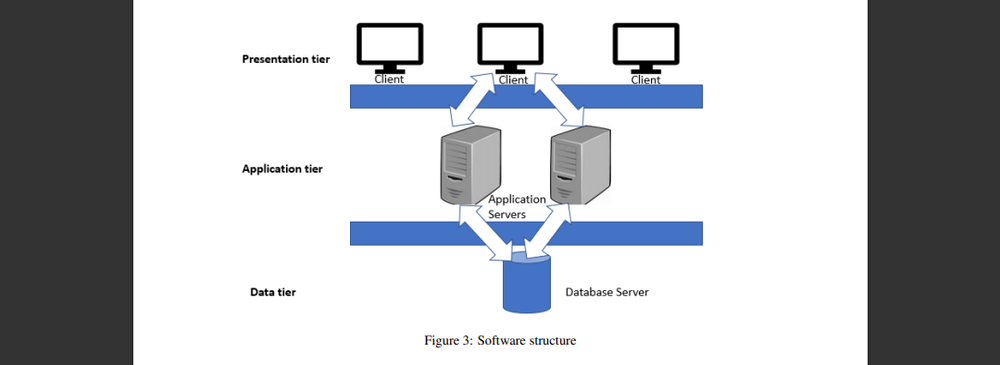 Presentation tier
Client
Client
Client
Application tier
Application
Servers
Data tier
Database Server
Figure 3: Software structure